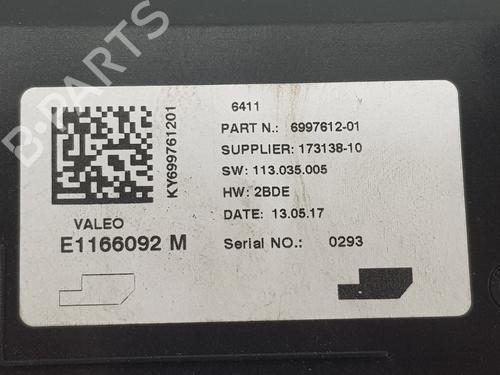 B-PARTS
6411
PART N.: 6997612-01
SUPPLIER: 173138-10
SW: 113.035.005
HW: 2BDE
DATE: 13.05.17
Serial NO.: 0293
KY699761201
VALEO
E1166092 M